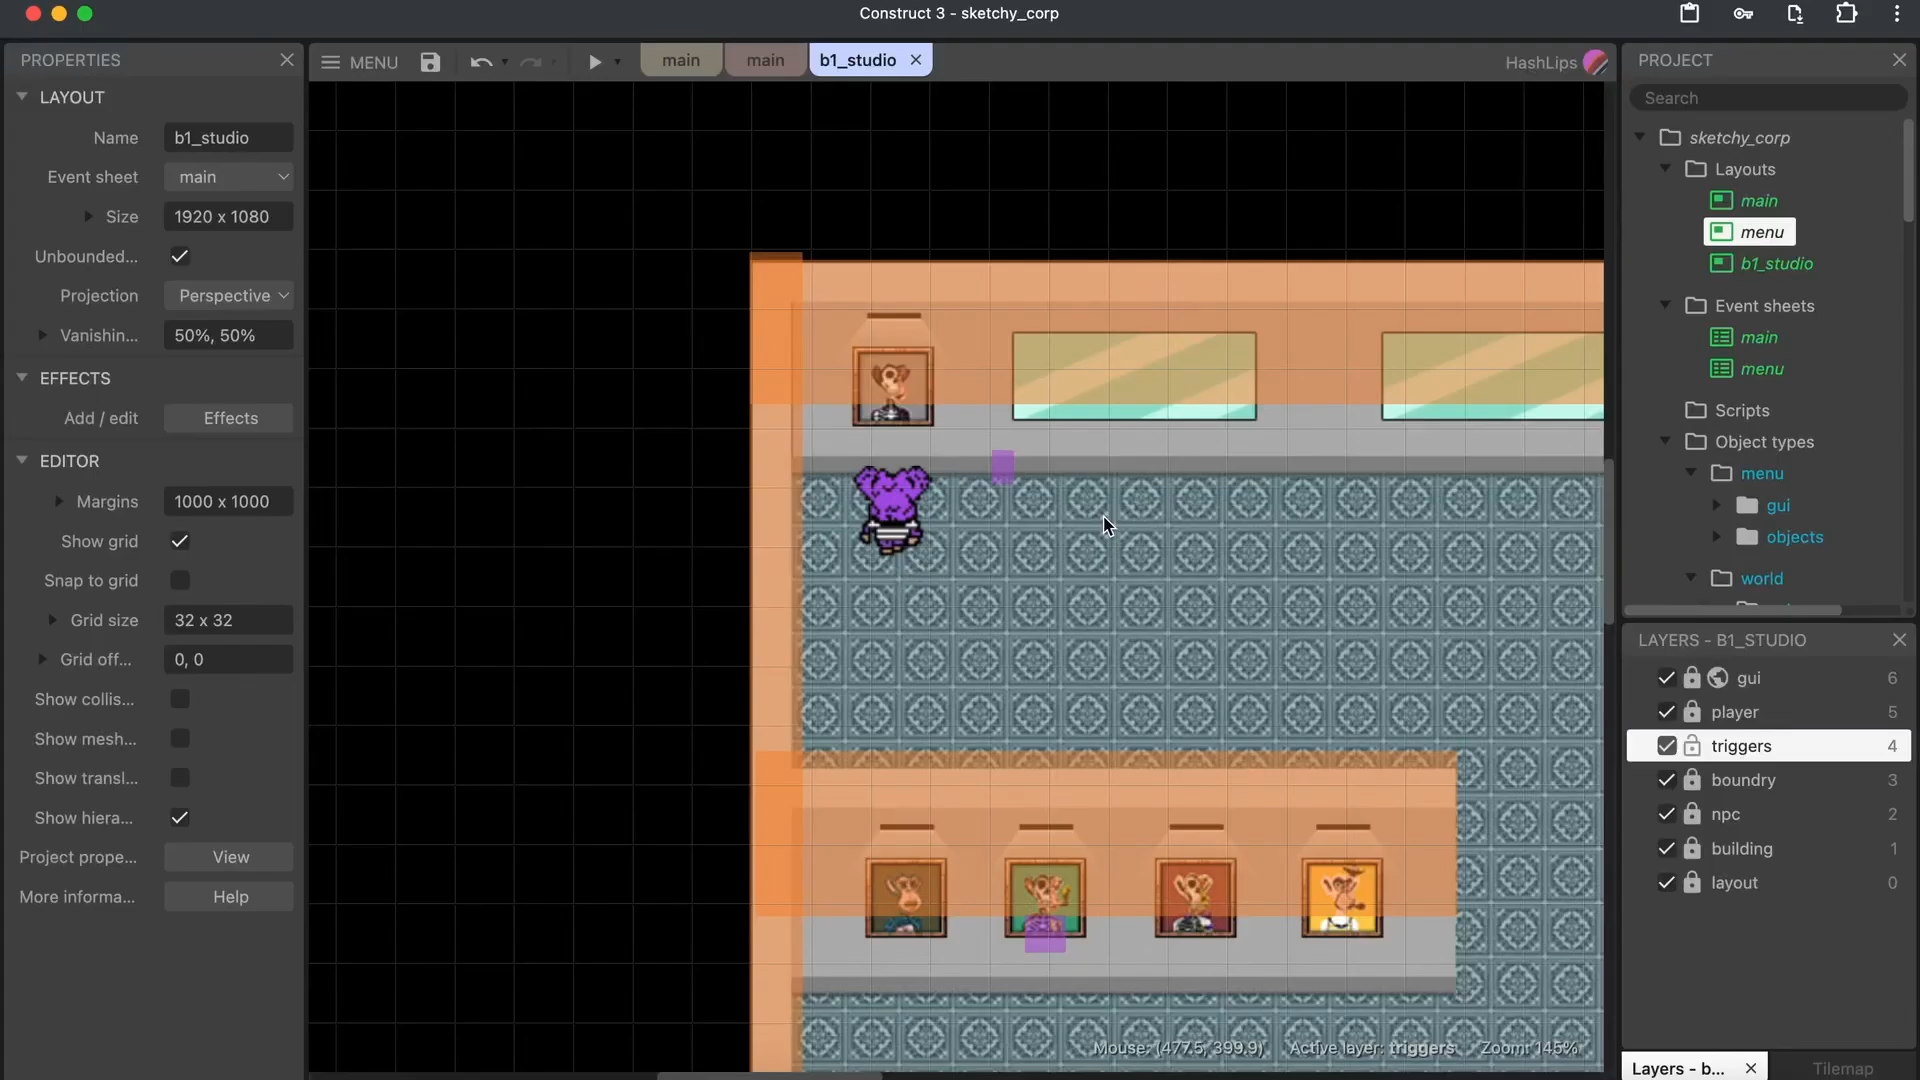 Construct 3 - sketchy_corp
PROPERTIES
LAYOUT
Name b1_studio
Event sheet main
Size 1920 x 1080
Unbounded...
Projection Perspective
Vanishin... 50%, 50%
EFFECTS
Add / edit Effects
EDITOR
Margins 1000 x 1000
Show grid
Snap to grid
Grid size 32 x 32
Grid off... 0, 0
Show collis...
Show mesh...
Show transl...
Show hiera...
Project prope... View
More informa... Help
MENU
main
main
b1_studio
HashLips
Mouse: (477.5, 399.9) Active layer: triggers Zoom: 145%
PROJECT
Search
sketchy_corp
Layouts
main
menu
b1_studio
Event sheets
main
menu
Scripts
Object types
menu
gui
objects
world
LAYERS - B1_STUDIO
gui 6
player 5
triggers 4
boundry 3
npc 2
building 1
layout 0
Layers - b... Tilemap